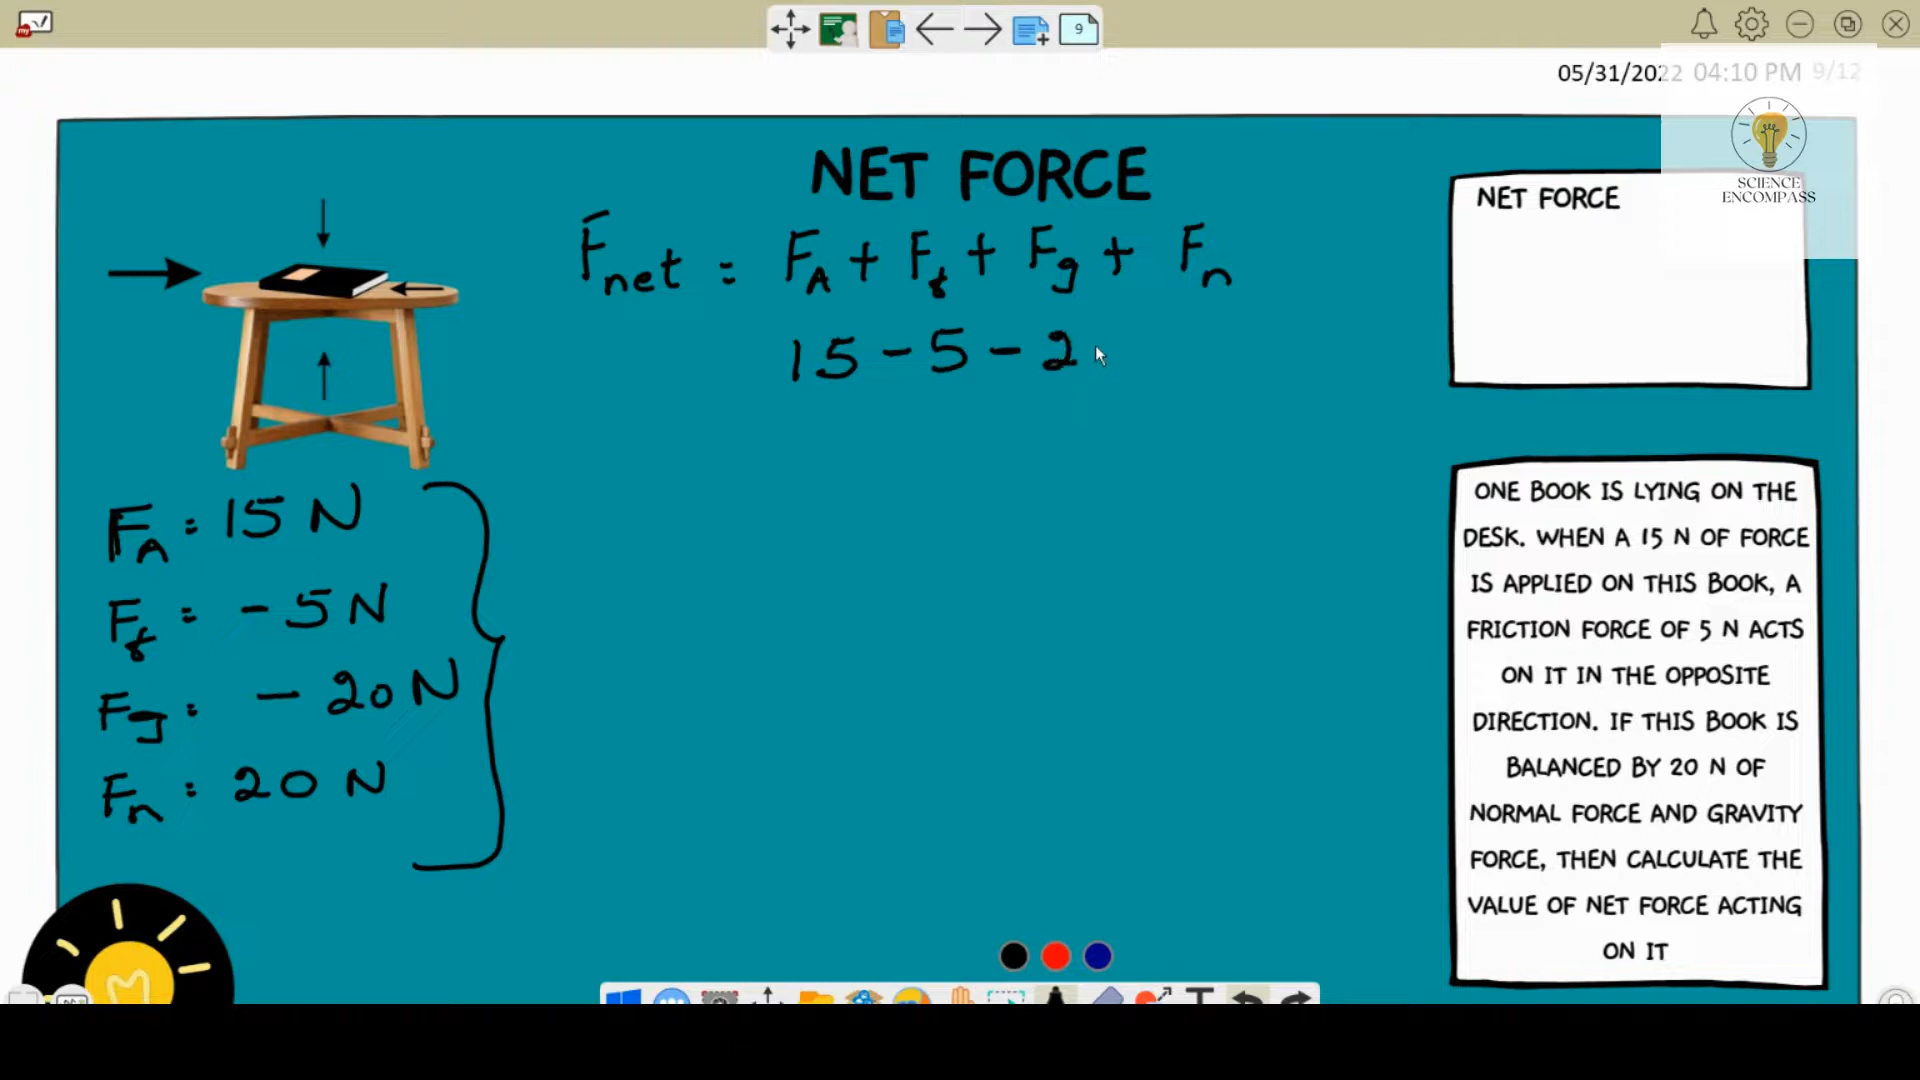 my
9
05/31/2022 04:10 PM 9/12
NET FORCE
NET FORCE
SCIENCE
ENCOMPASS
Fnet = FA + Ff + Fg + Fn
15 - 5 - 2
FA = 15 N
Ff = - 5 N
Fg = - 20 N
Fn = 20 N
ONE BOOK IS LYING ON THE
DESK. WHEN A 15 N OF FORCE
IS APPLIED ON THIS BOOK, A
FRICTION FORCE OF 5 N ACTS
ON IT IN THE OPPOSITE
DIRECTION. IF THIS BOOK IS
BALANCED BY 20 N OF
NORMAL FORCE AND GRAVITY
FORCE, THEN CALCULATE THE
VALUE OF NET FORCE ACTING
ON IT